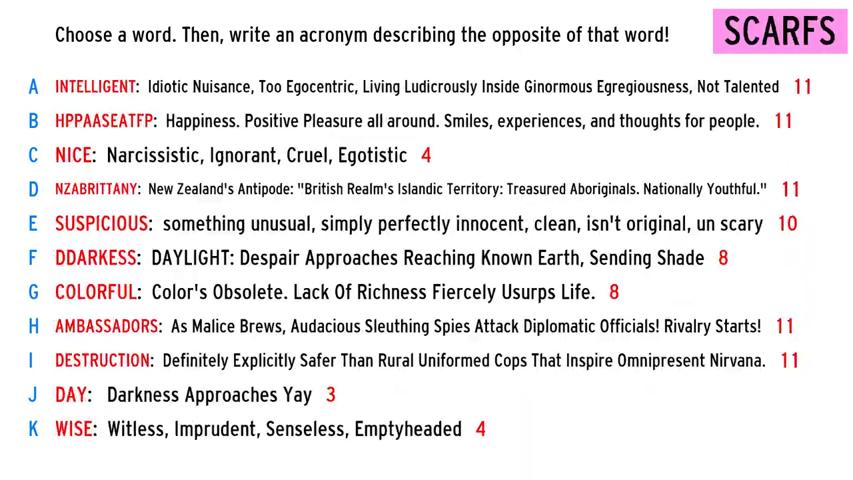 Choose a word. Then, write an acronym describing the opposite of that word!
SCARFS
A INTELLIGENT: Idiotic Nuisance, Too Egocentric, Living Ludicrously Inside Ginormous Egregiousness, Not Talented 11
B HPPAASEATFP: Happiness. Positive Pleasure all around. Smiles, experiences, and thoughts for people. 11
C NICE: Narcissistic, Ignorant, Cruel, Egotistic 4
D NZABRITTANY: New Zealand's Antipode: "British Realm's Islandic Territory: Treasured Aboriginals. Nationally Youthful." 11
E SUSPICIOUS: something unusual, simply perfectly innocent, clean, isn't original, un scary 10
F DDARKESS: DAYLIGHT: Despair Approaches Reaching Known Earth, Sending Shade 8
G COLORFUL: Color's Obsolete. Lack Of Richness Fiercely Usurps Life. 8
H AMBASSADORS: As Malice Brews, Audacious Sleuthing Spies Attack Diplomatic Officials! Rivalry Starts! 11
I DESTRUCTION: Definitely Explicitly Safer Than Rural Uniformed Cops That Inspire Omnipresent Nirvana. 11
J DAY: Darkness Approaches Yay 3
K WISE: Witless, Imprudent, Senseless, Emptyheaded 4